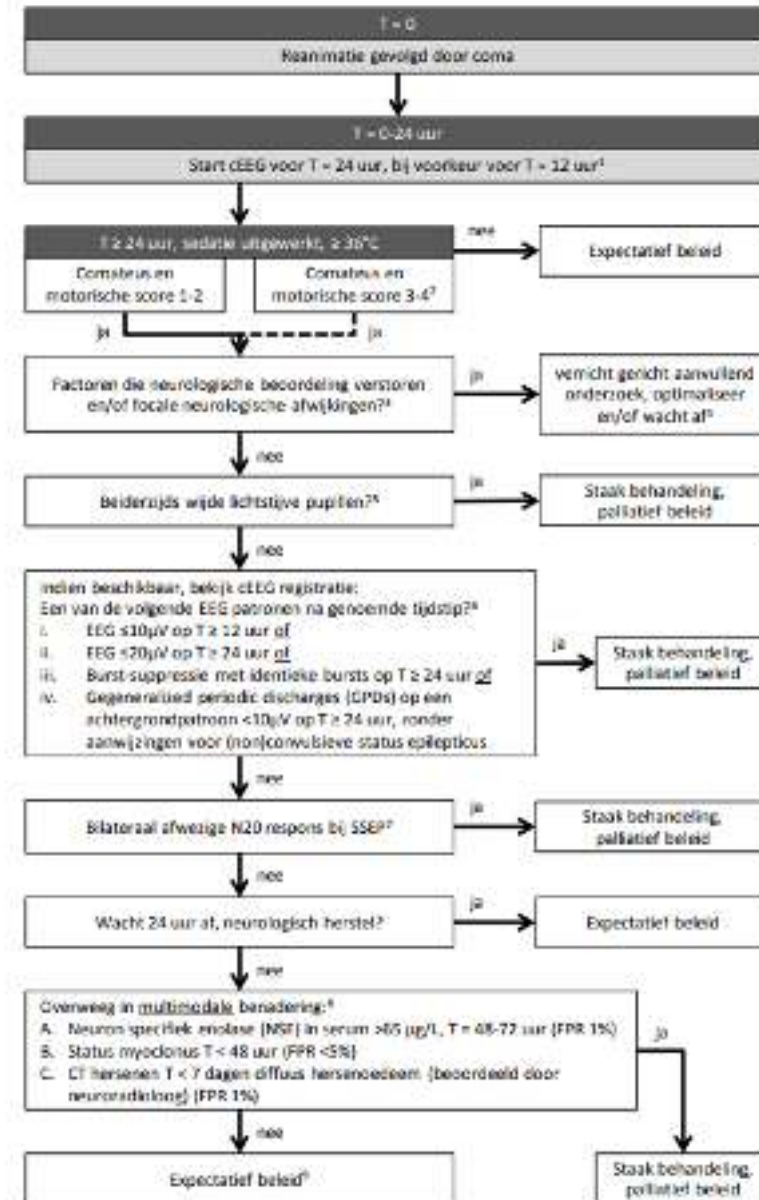 T = 0
Reanimatie gevolgd door coma
T = 0-24 uur
Start cEEG voor T = 24 uur, bij voorkeur voor T = 12 uur¹
T ≥ 24 uur, sedatie uitgewerkt, ≥ 36°C
nee
Expectatief beleid
Comateus en
motorische score 1-2
Comateus en
motorische score 3-4²
ja
ja
Factoren die neurologische beoordeling verstoren
en/of focale neurologische afwijkingen?³
ja
verricht gericht aanvullend
onderzoek, optimaliseer
en/of wacht af
nee
Beiderzijds wijde lichtstijve pupillen?⁵
ja
Staak behandeling,
palliatief beleid
nee
Indien beschikbaar, bekijk cEEG registratie:
Een van de volgende EEG patronen na genoemde tijdstip?⁶
i. EEG ≤10µV op T ≥ 12 uur of
ii. EEG ≤20µV op T ≥ 24 uur of
iii. Burst-suppressie met identieke bursts op T ≥ 24 uur of
iv. Gegeneralized periodic discharges (GPDs) op een
achtergrondpatroon <10µV op T ≥ 24 uur, zonder
aanwijzingen voor (non)convulsieve status epilepticus
ja
Staak behandeling,
palliatief beleid
nee
Bilateraal afwezige N20 respons bij SSEP⁷
ja
Staak behandeling,
palliatief beleid
nee
Wacht 24 uur af, neurologisch herstel?
ja
Expectatief beleid
nee
Overweeg in multimodale benadering:⁸
A. Neuron specifiek enolase (NSE) in serum >65 µg/L, T = 48-72 uur (FPR 1%)
B. Status myoclonus T < 48 uur (FPR <5%)
C. CT hersenen T < 7 dagen diffuus hersenoedeem (beoordeeld door
neuroradioloog) (FPR 1%)
ja
nee
Expectatief beleid⁹
Staak behandeling,
palliatief beleid